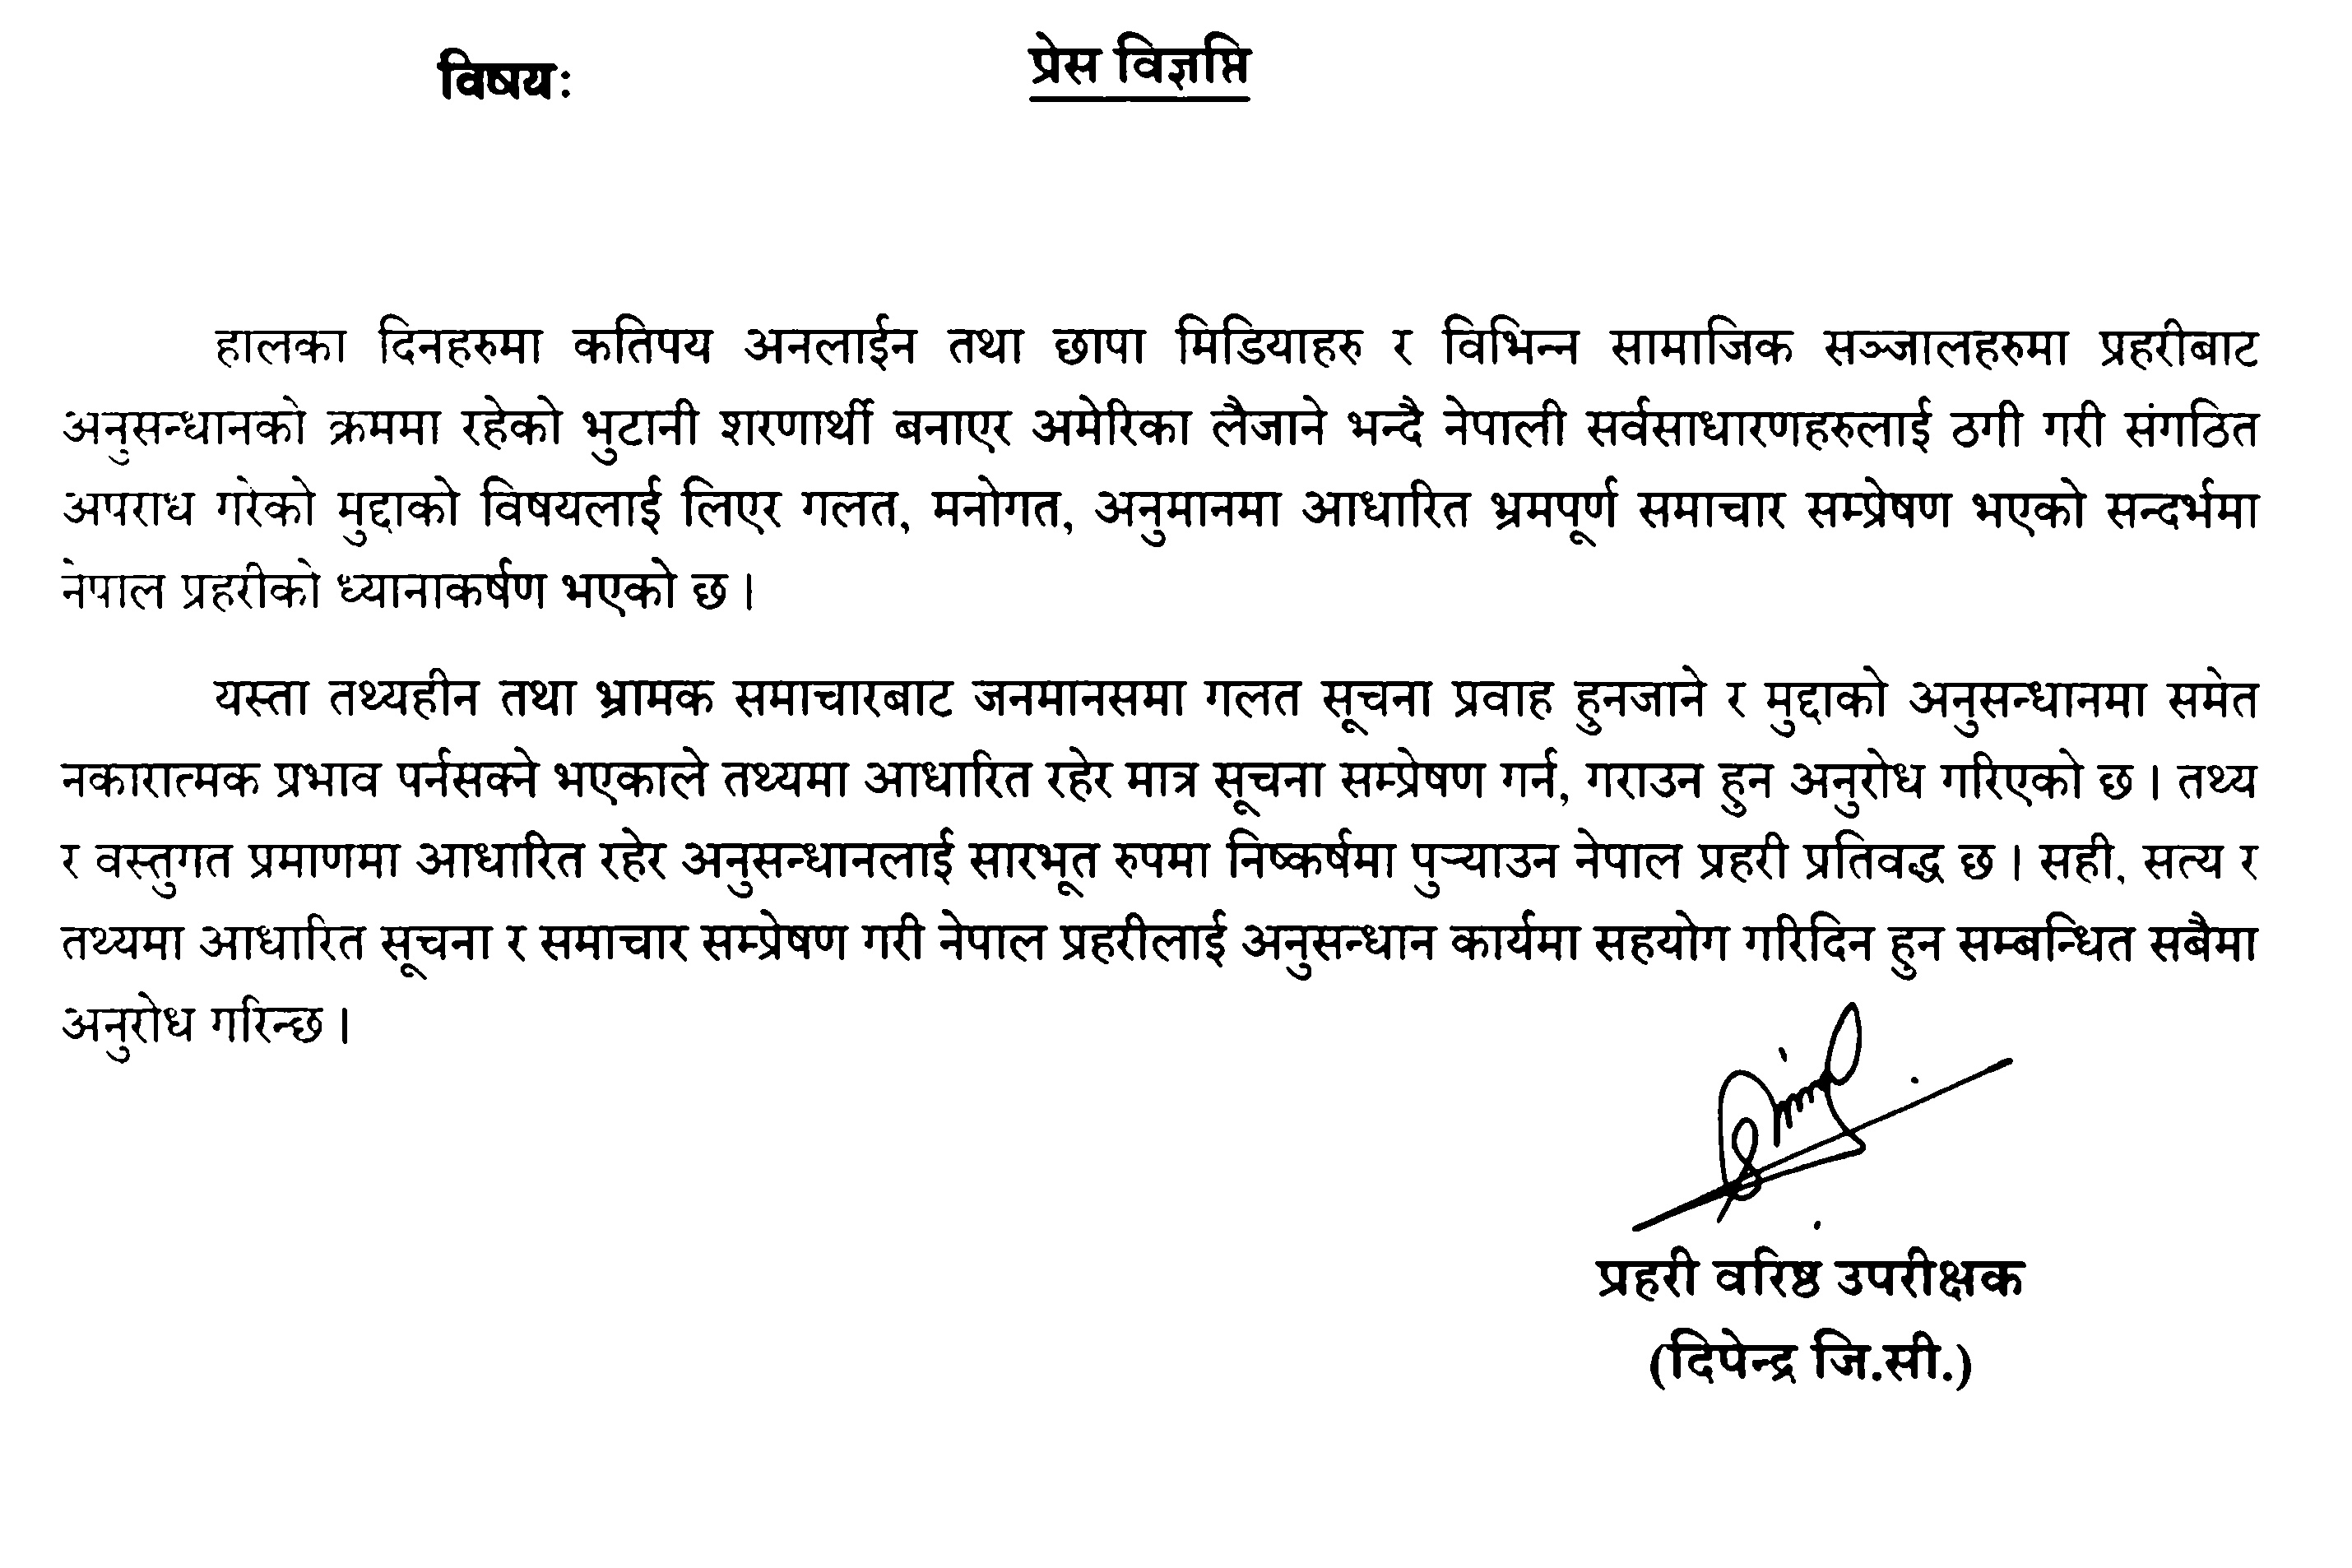 विषय: प्रेस विज्ञप्ति
हालका दिनहरुमा कतिपय अनलाईन तथा छापा मिडियाहरु र विभिन्न सामाजिक सञ्जालहरुमा प्रहरीबाट
अनुसन्धानको क्रममा रहेको भुटानी शरणार्थी बनाएर अमेरिका लैजाने भन्दै नेपाली सर्वसाधारणहरुलाई ठगी गरी संगठित
अपराध गरेको मुद्दाको विषयलाई लिएर गलत, मनोगत, अनुमानमा आधारित भ्रमपूर्ण समाचार सम्प्रेषण भएको सन्दर्भमा
नेपाल प्रहरीको ध्यानाकर्षण भएको छ।
यस्ता तथ्यहीन तथा भ्रामक समाचारबाट जनमानसमा गलत सूचना प्रवाह हुनजाने र मुद्दाको अनुसन्धानमा समेत
नकारात्मक प्रभाव पर्नसक्ने भएकाले तथ्यमा आधारित रहेर मात्र सूचना सम्प्रेषण गर्न, गराउन हुन अनुरोध गरिएको छ। तथ्य
र वस्तुगत प्रमाणमा आधारित रहेर अनुसन्धानलाई सारभूत रुपमा निष्कर्षमा पुऱ्याउन नेपाल प्रहरी प्रतिवद्ध छ। सही, सत्य र
तथ्यमा आधारित सूचना र समाचार सम्प्रेषण गरी नेपाल प्रहरीलाई अनुसन्धान कार्यमा सहयोग गरिदिन हुन सम्बन्धित सबैमा
अनुरोध गरिन्छ।
प्रहरी वरिष्ठ उपरीक्षक
(दिपेन्द्र जि.सी.)